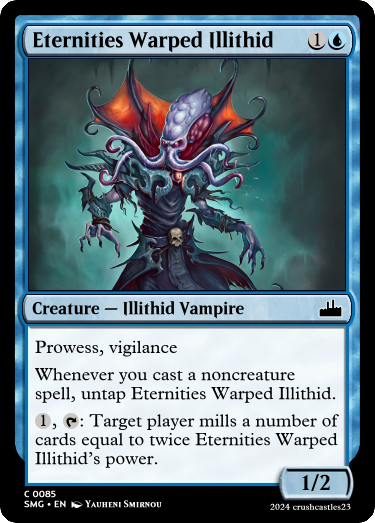 Eternities Warped Illithid 1
Creature — Illithid Vampire
Prowess, vigilance
Whenever you cast a noncreature
spell, untap Eternities Warped Illithid.
1, : Target player mills a number of
cards equal to twice Eternities Warped
Illithid's power.
1/2
C 0085
SMG • EN Yauheni Smirnou
2024 crushcastles23